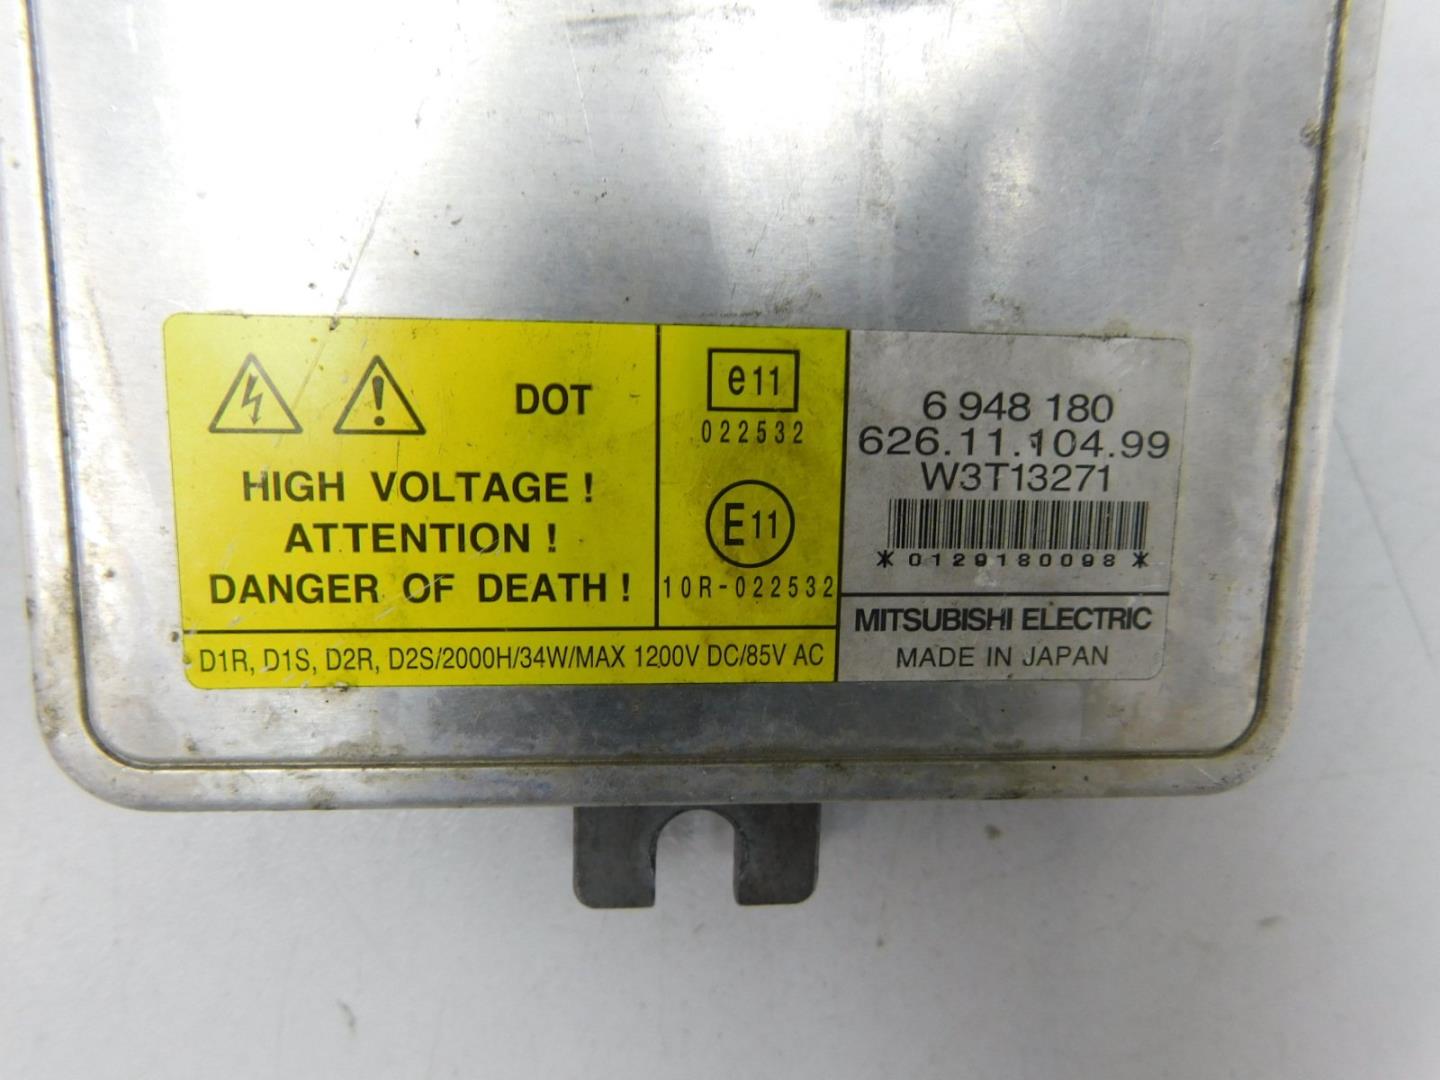 DOT
HIGH VOLTAGE !
ATTENTION !
DANGER OF DEATH !
e11
022532
E11
10R-022532
D1R, D1S, D2R, D2S/2000H/34W/MAX 1200V DC/85V AC
6 948 180
626.11.104.99
W3T13271
*0129180098*
MITSUBISHI ELECTRIC
MADE IN JAPAN